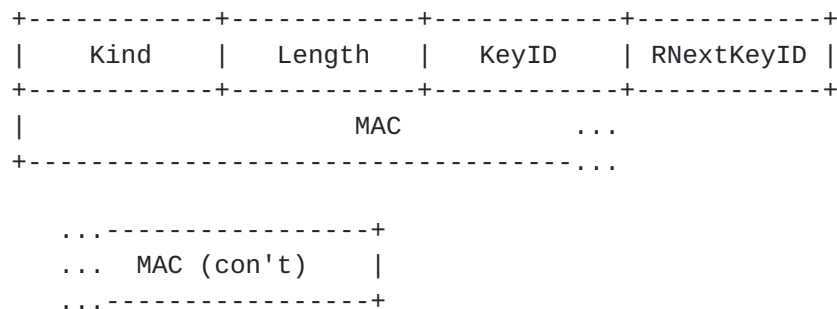 +------------+------------+------------+------------+
|    Kind    |   Length   |   KeyID    | RNextKeyID |
+------------+------------+------------+------------+
|                     MAC           ...
+-----------------------------------...

   ...-----------------+
   ...  MAC (con't)    |
   ...-----------------+